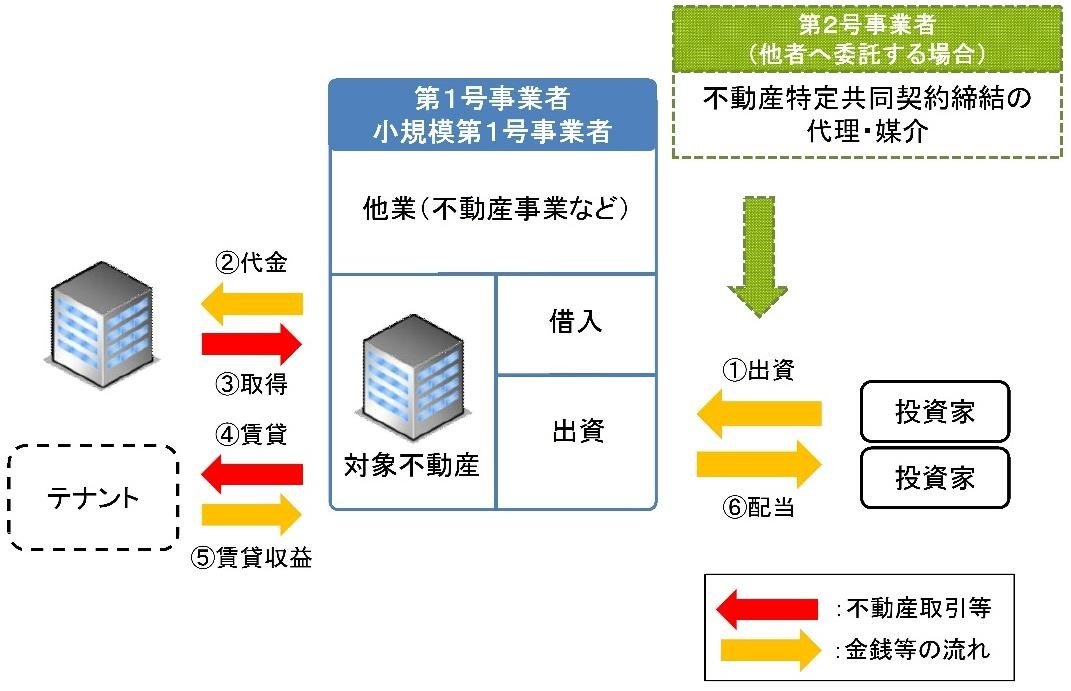 第2号事業者
(他者へ委託する場合)
不動産特定共同契約締結の
代理・媒介
第1号事業者
小規模第1号事業者
他業(不動産事業など)
②代金
③取得
借入
出資
対象不動産
①出資
⑥配当
投資家
投資家
④賃貸
⑤賃貸収益
テナント
:不動産取引等
:金銭等の流れ